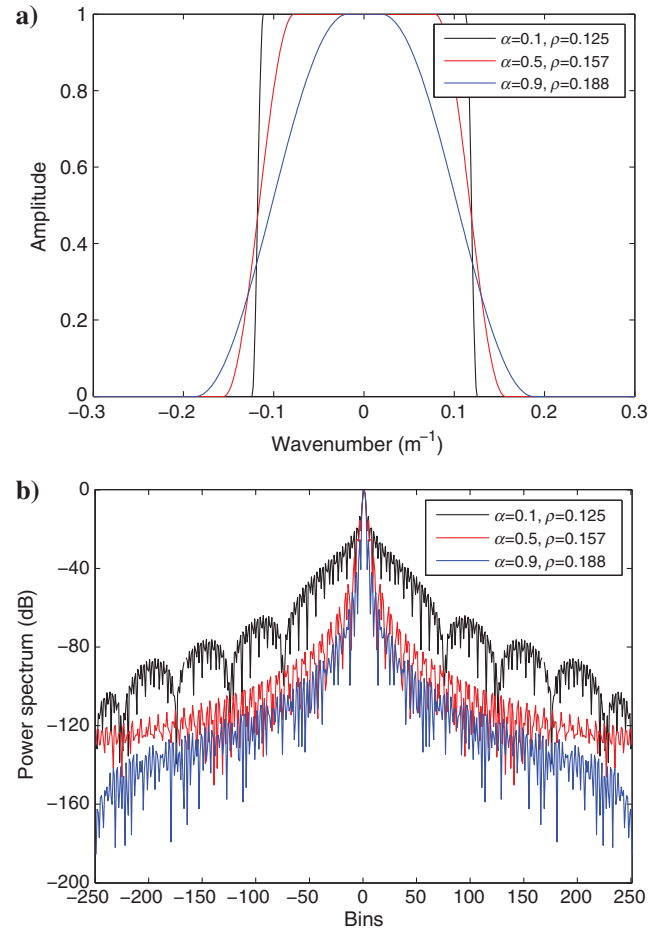 a)
1
0.8
0.6
0.4
0.2
0
Amplitude
α=0.1, ρ=0.125
α=0.5, ρ=0.157
α=0.9, ρ=0.188
−0.3 −0.2 −0.1 0 0.1 0.2 0.3
Wavenumber (m⁻¹)
b)
0
−40
−80
−120
−160
−200
Power spectrum (dB)
α=0.1, ρ=0.125
α=0.5, ρ=0.157
α=0.9, ρ=0.188
−250 −200 −150 −100 −50 0 50 100 150 200 250
Bins